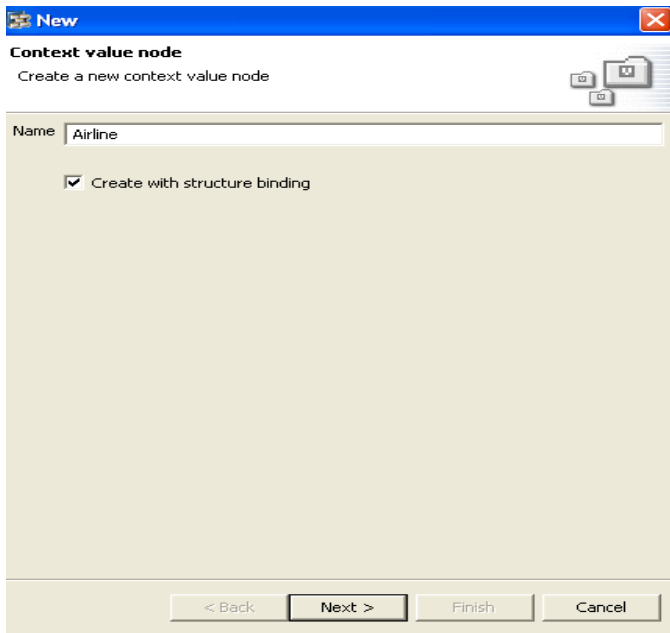 New
Context value node
Create a new context value node
Name Airline
Create with structure binding
< Back Next > Finish Cancel